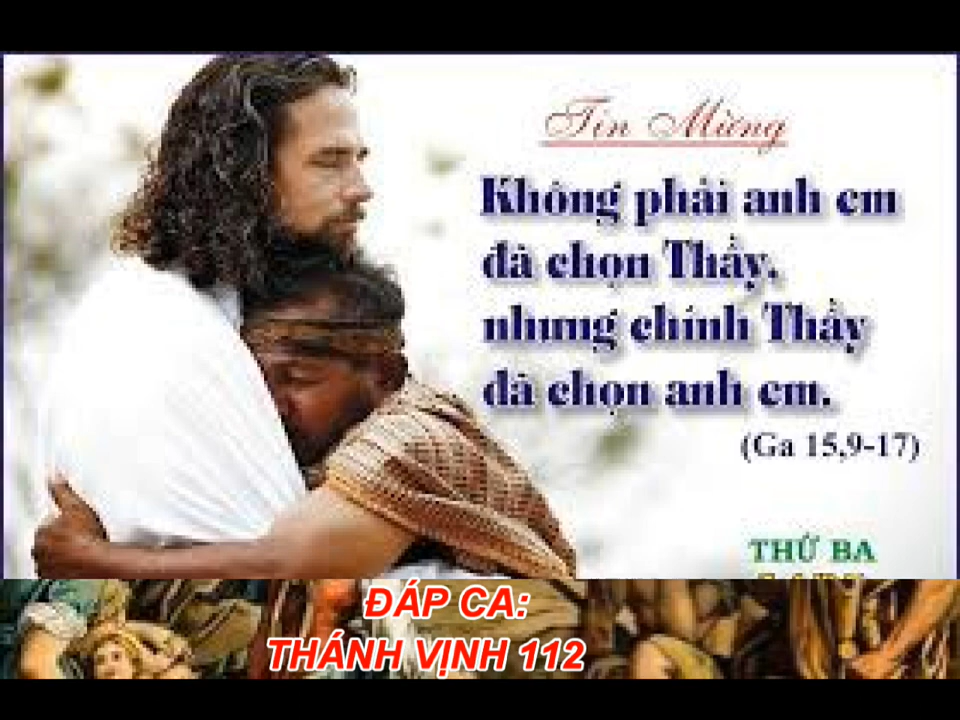 Tin Mừng
Không phải anh em
đã chọn Thầy,
nhưng chính Thầy
đã chọn anh em.
(Ga 15,9-17)
THỨ BA
ĐÁP CA:
THÁNH VỊNH 112